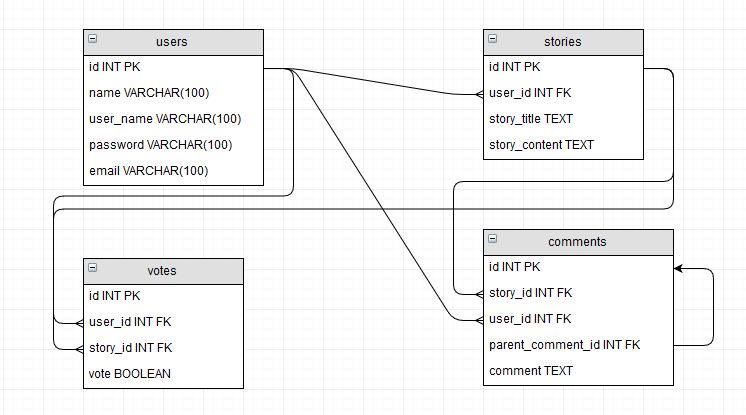 users
id INT PK
name VARCHAR(100)
user_name VARCHAR(100)
password VARCHAR(100)
email VARCHAR(100)
stories
id INT PK
user_id INT FK
story_title TEXT
story_content TEXT
votes
id INT PK
user_id INT FK
story_id INT FK
vote BOOLEAN
comments
id INT PK
story_id INT FK
user_id INT FK
parent_comment_id INT FK
comment TEXT